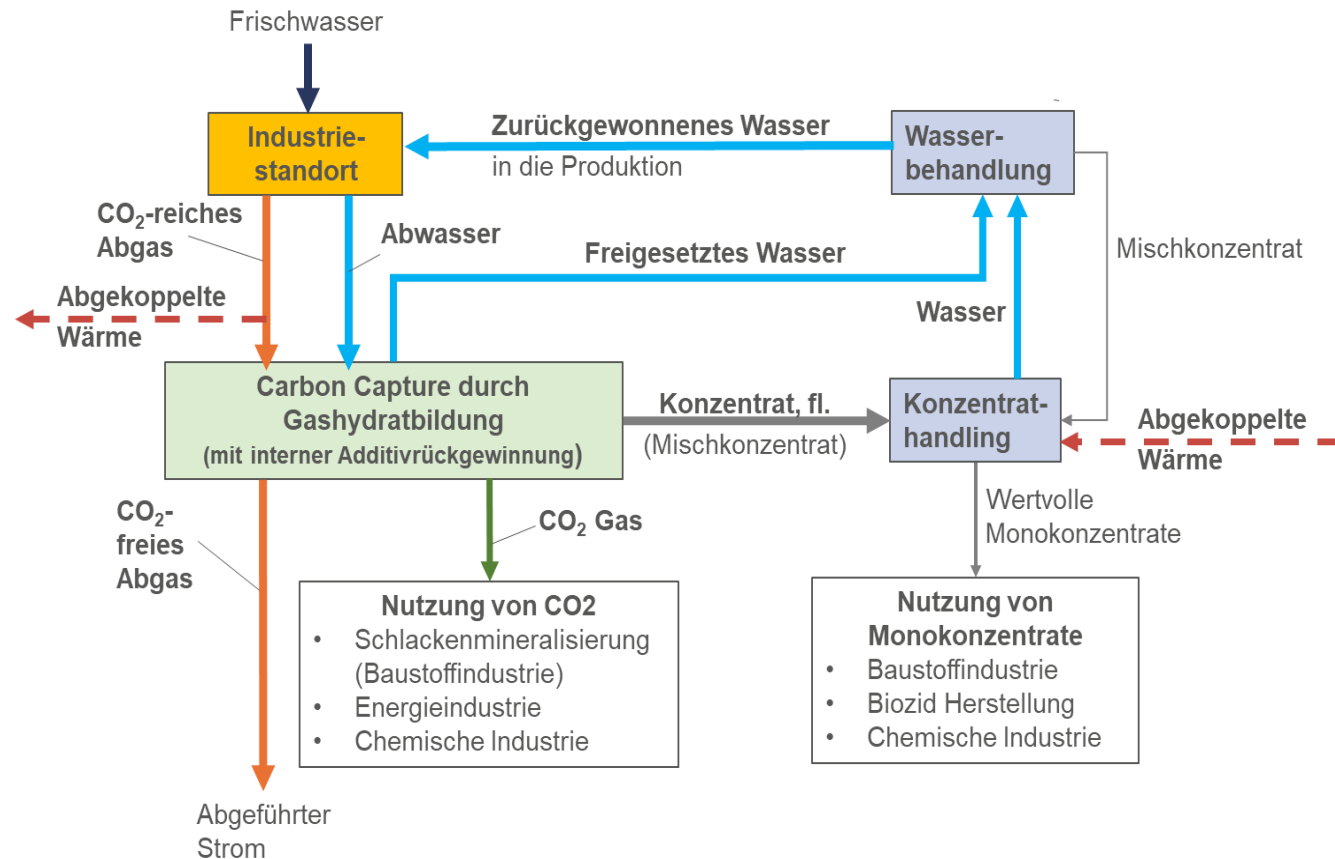 Frischwasser
Industrie-
standort
Zurückgewonnenes Wasser
in die Produktion
Wasser-
behandlung
CO₂-reiches
Abgas
Abwasser
Freigesetztes Wasser
Mischkonzentrat
Abgekoppelte
Wärme
Wasser
Carbon Capture durch
Gashydratbildung
(mit interner Additivrückgewinnung)
Konzentrat, fl.
(Mischkonzentrat)
Konzentrat-
handling
Abgekoppelte
Wärme
CO₂-
freies
Abgas
CO₂ Gas
Wertvolle
Monokonzentrate
Nutzung von CO2
• Schlackenmineralisierung
(Baustoffindustrie)
• Energieindustrie
• Chemische Industrie
Nutzung von
Monokonzentrate
• Baustoffindustrie
• Biozid Herstellung
• Chemische Industrie
Abgeführter
Strom